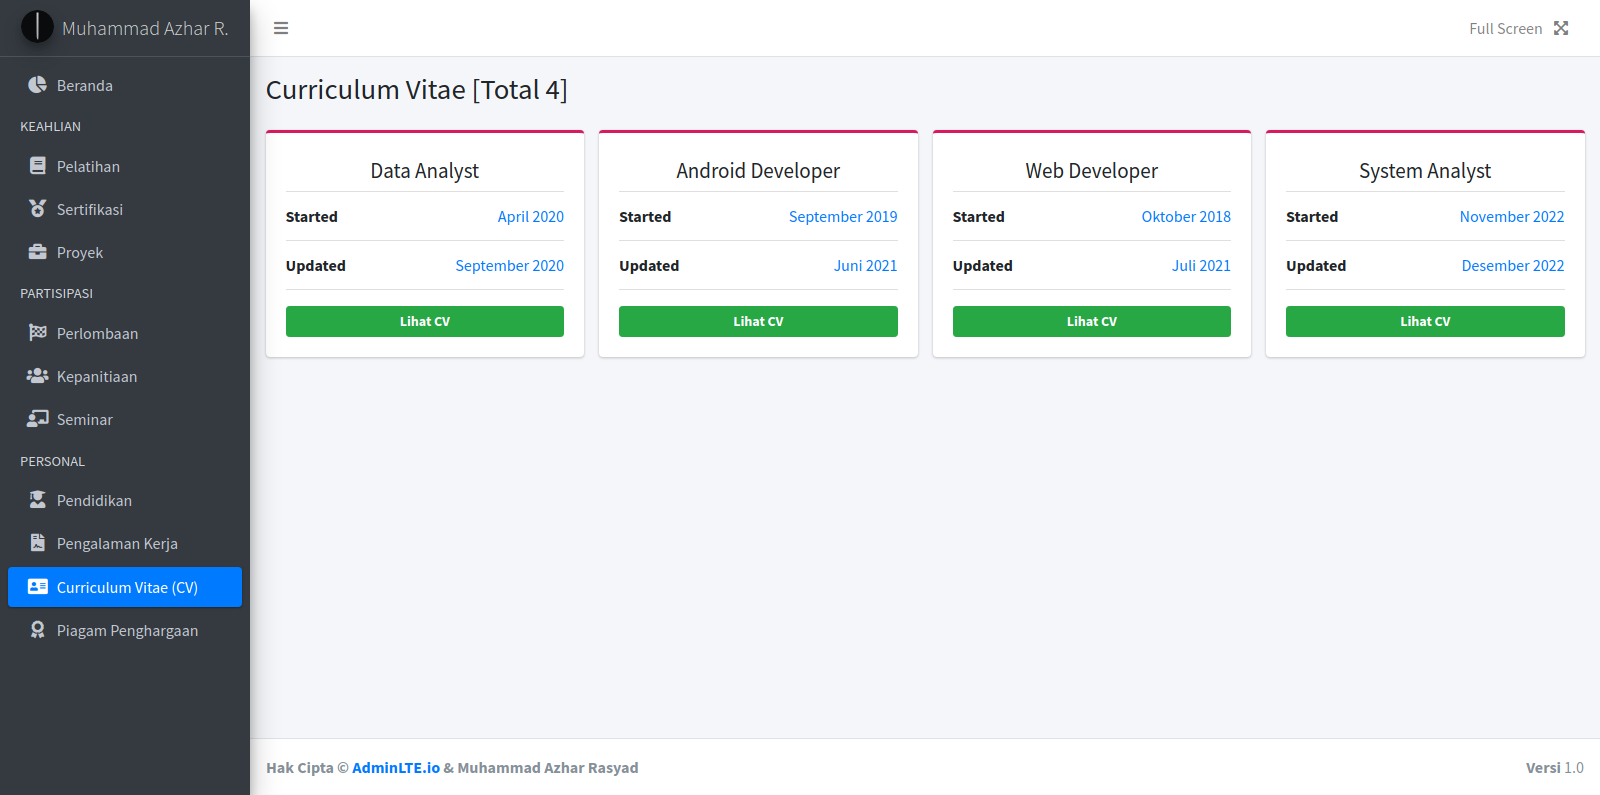 Muhammad Azhar R.
Full Screen
Beranda
KEAHLIAN
Pelatihan
Sertifikasi
Proyek
PARTISIPASI
Perlombaan
Kepanitiaan
Seminar
PERSONAL
Pendidikan
Pengalaman Kerja
Curriculum Vitae (CV)
Piagam Penghargaan
Curriculum Vitae [Total 4]
Data Analyst
Started April 2020
Updated September 2020
Lihat CV
Android Developer
Started September 2019
Updated Juni 2021
Lihat CV
Web Developer
Started Oktober 2018
Updated Juli 2021
Lihat CV
System Analyst
Started November 2022
Updated Desember 2022
Lihat CV
Hak Cipta © AdminLTE.io & Muhammad Azhar Rasyad
Versi 1.0